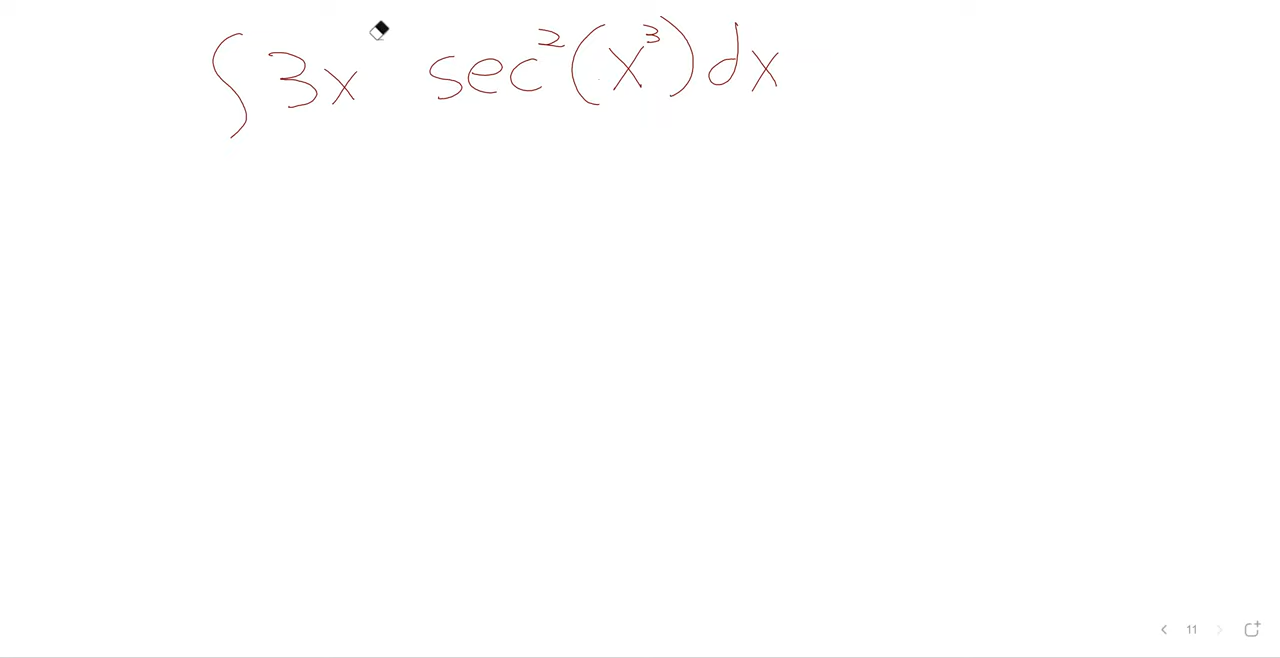 ∫ 3x sec²(x³) dx
11